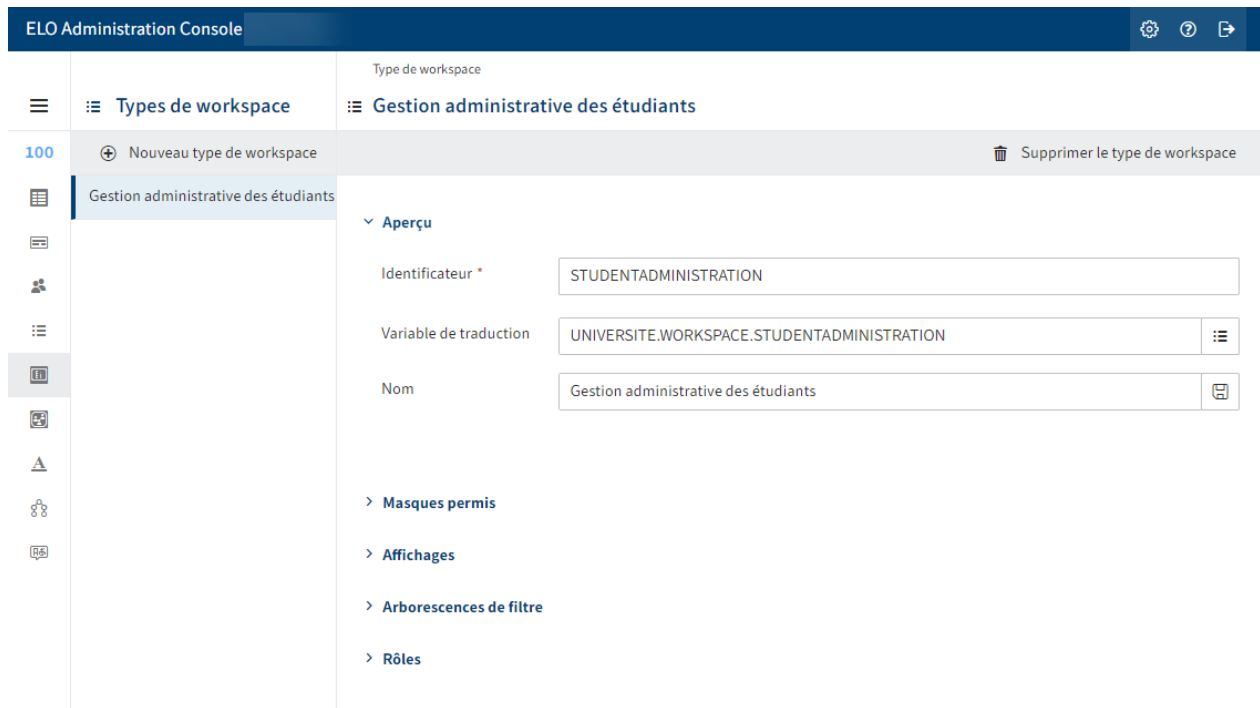 ELO Administration Console
Type de workspace
Types de workspace
Gestion administrative des étudiants
100
Nouveau type de workspace
Supprimer le type de workspace
Gestion administrative des étudiants
Aperçu
Identificateur *
STUDENTADMINISTRATION
Variable de traduction
UNIVERSITE.WORKSPACE.STUDENTADMINISTRATION
Nom
Gestion administrative des étudiants
Masques permis
Affichages
Arborescences de filtre
Rôles